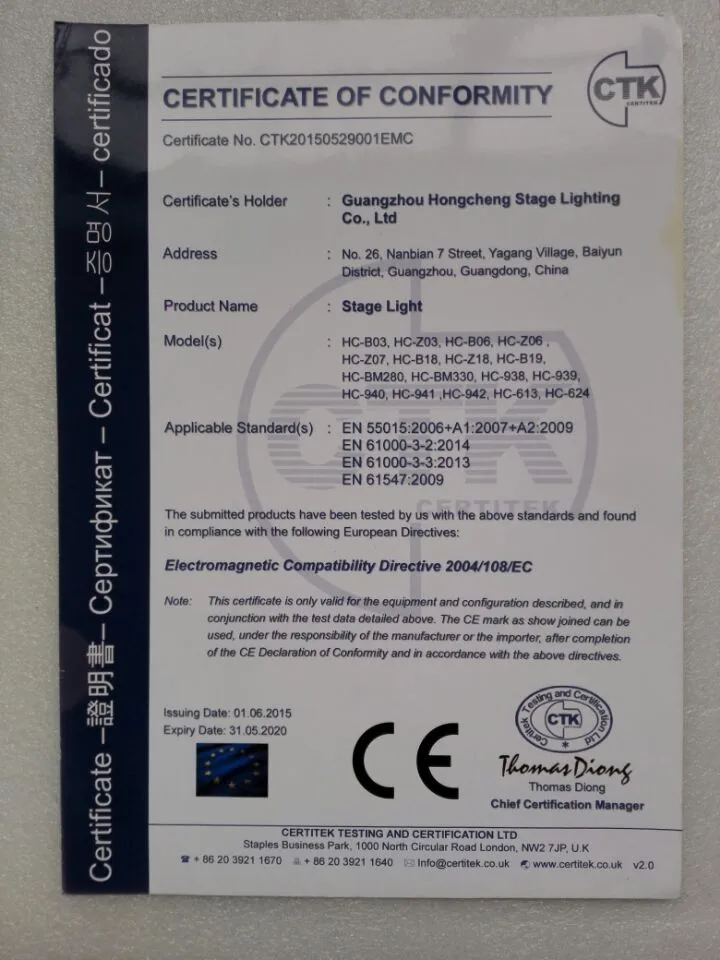 Certificate – 證明書 – Сертификат – Certificat – 증명서 – certificado
CERTIFICATE OF CONFORMITY
CTK
CERTITEK
Certificate No. CTK20150529001EMC
Certificate's Holder : Guangzhou Hongcheng Stage Lighting
Co., Ltd
Address : No. 26, Nanbian 7 Street, Yagang Village, Baiyun
District, Guangzhou, Guangdong, China
Product Name : Stage Light
Model(s) : HC-B03, HC-Z03, HC-B06, HC-Z06 ,
HC-Z07, HC-B18, HC-Z18, HC-B19,
HC-BM280, HC-BM330, HC-938, HC-939,
HC-940, HC-941 ,HC-942, HC-613, HC-624
Applicable Standard(s) : EN 55015:2006+A1:2007+A2:2009
EN 61000-3-2:2014
EN 61000-3-3:2013
EN 61547:2009
CTK
CERTITEK
The submitted products have been tested by us with the above standards and found
in compliance with the following European Directives:
Electromagnetic Compatibility Directive 2004/108/EC
Note: This certificate is only valid for the equipment and configuration described, and in
conjunction with the test data detailed above. The CE mark as show joined can be
used, under the responsibility of the manufacturer or the importer, after completion
of the CE Declaration of Conformity and in accordance with the above directives.
Issuing Date: 01.06.2015
Expiry Date: 31.05.2020
CE
Certitek Testing and Certification Ltd
CTK
Thomas Diong
Thomas Diong
Chief Certification Manager
CERTITEK TESTING AND CERTIFICATION LTD
Staples Business Park, 1000 North Circular Road London, NW2 7JP, U.K
+ 86 20 3921 1670 + 86 20 3921 1640 Info@certitek.co.uk www.certitek.co.uk v2.0